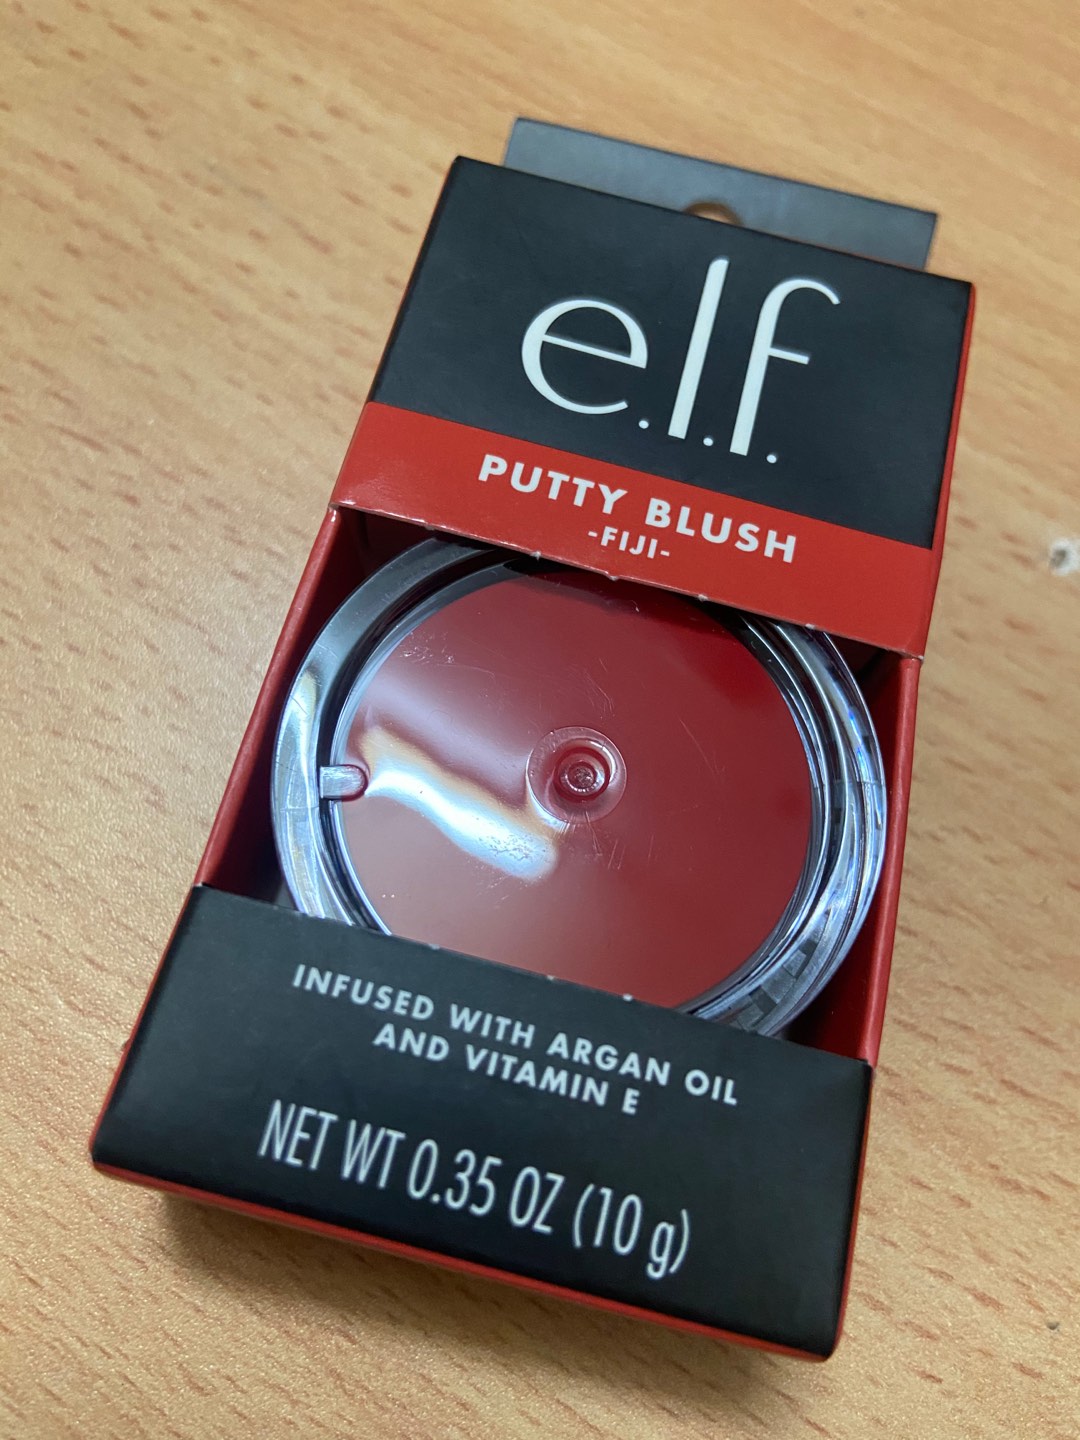 e.l.f.
PUTTY BLUSH
-FIJI-
INFUSED WITH ARGAN OIL
AND VITAMIN E
NET WT 0.35 OZ (10 g)